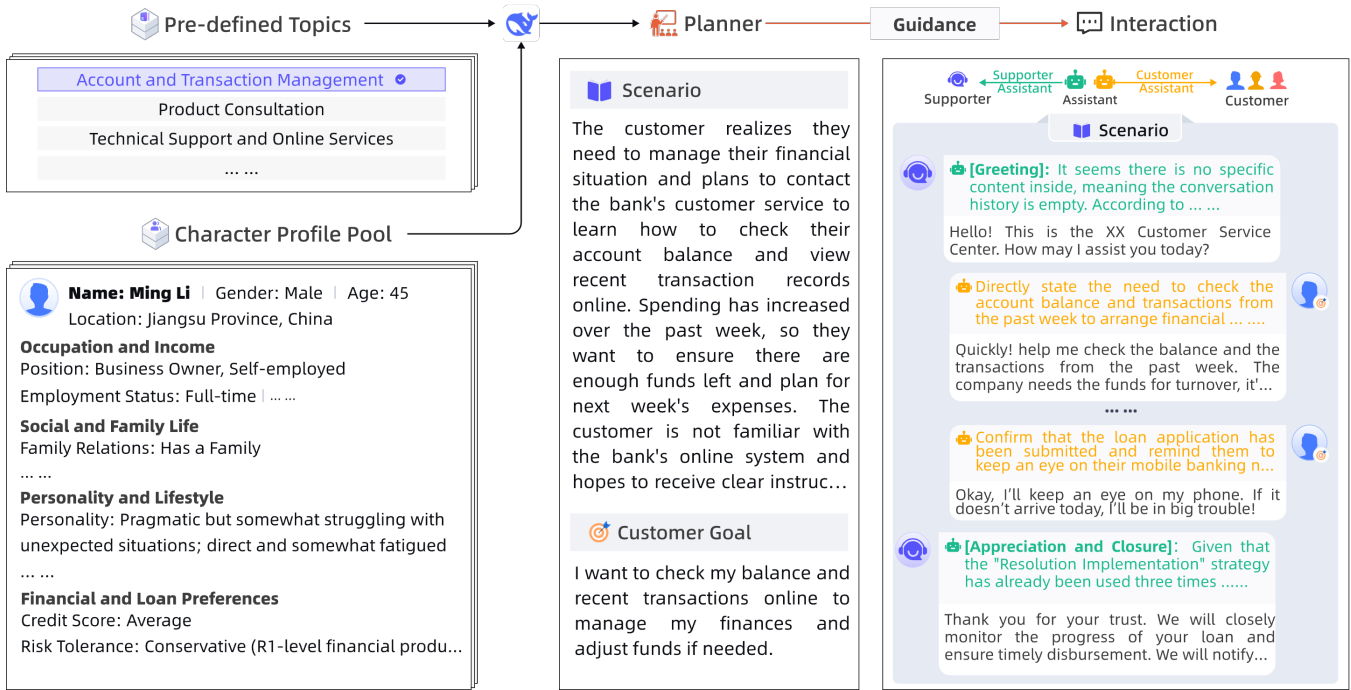 Pre-defined Topics
Planner
Guidance
Interaction
Account and Transaction Management
Product Consultation
Technical Support and Online Services
... ...
Character Profile Pool
Name: Ming Li | Gender: Male | Age: 45
Location: Jiangsu Province, China
Occupation and Income
Position: Business Owner, Self-employed
Employment Status: Full-time | ... ...
Social and Family Life
Family Relations: Has a Family
... ...
Personality and Lifestyle
Personality: Pragmatic but somewhat struggling with
unexpected situations; direct and somewhat fatigued
... ...
Financial and Loan Preferences
Credit Score: Average
Risk Tolerance: Conservative (R1-level financial produ...
Scenario
The customer realizes they
need to manage their financial
situation and plans to contact
the bank's customer service to
learn how to check their
account balance and view
recent transaction records
online. Spending has increased
over the past week, so they
want to ensure there are
enough funds left and plan for
next week's expenses. The
customer is not familiar with
the bank's online system and
hopes to receive clear instruc...
Customer Goal
I want to check my balance and
recent transactions online to
manage my finances and
adjust funds if needed.
Supporter
Supporter
Assistant
Assistant
Customer
Assistant
Customer
Scenario
[Greeting]: It seems there is no specific
content inside, meaning the conversation
history is empty. According to ... ...
Hello! This is the XX Customer Service
Center. How may I assist you today?
Directly state the need to check the
account balance and transactions from
the past week to arrange financial ... ....
Quickly! help me check the balance and the
transactions from the past week. The
company needs the funds for turnover, it'...
... ...
Confirm that the loan application has
been submitted and remind them to
keep an eye on their mobile banking n...
Okay, I'll keep an eye on my phone. If it
doesn't arrive today, I'll be in big trouble!
[Appreciation and Closure]: Given that
the "Resolution Implementation" strategy
has already been used three times ......
Thank you for your trust. We will closely
monitor the progress of your loan and
ensure timely disbursement. We will notify...